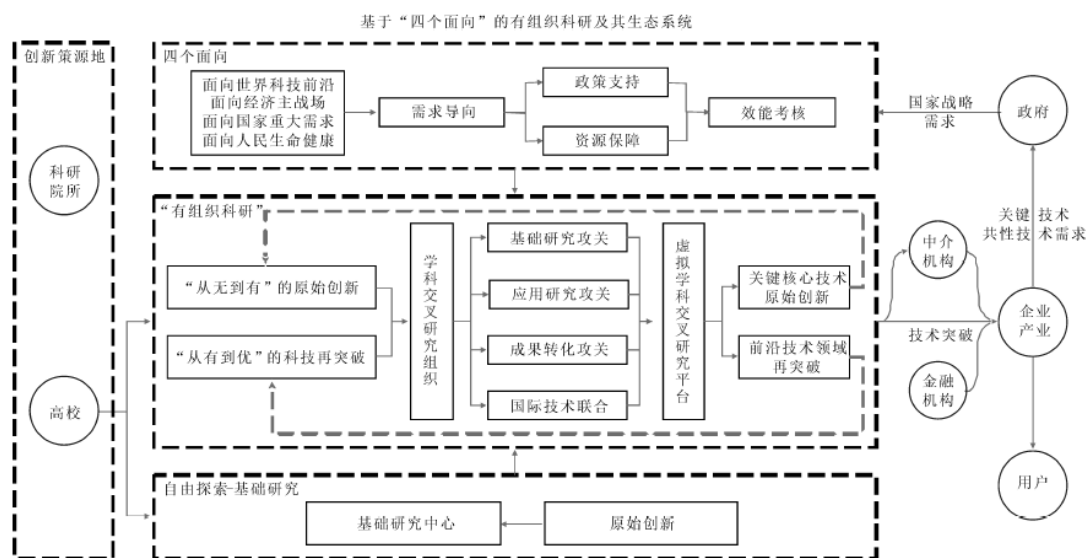 基于“四个面向”的有组织科研及其生态系统
创新策源地
科研
院所
高校
四个面向
面向世界科技前沿
面向经济主战场
面向国家重大需求
面向人民生命健康
需求导向
政策支持
资源保障
效能考核
国家战略
需求
政府
“有组织科研”
“从无到有”的原始创新
“从有到优”的科技再突破
学科交叉研究组织
基础研究攻关
应用研究攻关
成果转化攻关
国际技术联合
虚拟学科交叉研究平台
关键核心技术
原始创新
前沿技术领域
再突破
关键技术
共性技术需求
中介
机构
技术突破
企业
产业
金融
机构
用户
自由探索-基础研究
基础研究中心
原始创新